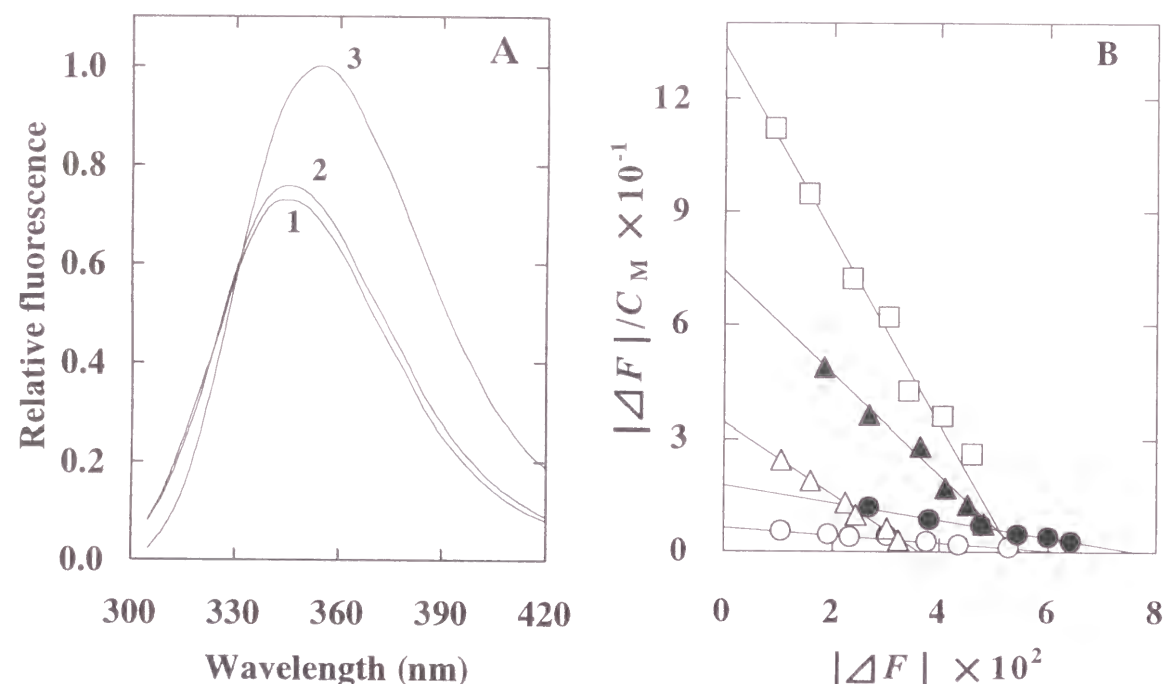 A
3
2
1
1.0
0.8
0.6
0.4
0.2
0.0
Relative fluorescence
300 330 360 390 420
Wavelength (nm)
B
12
9
6
3
0
|ΔF|/C_M × 10⁻¹
0 2 4 6 8
|ΔF| × 10²